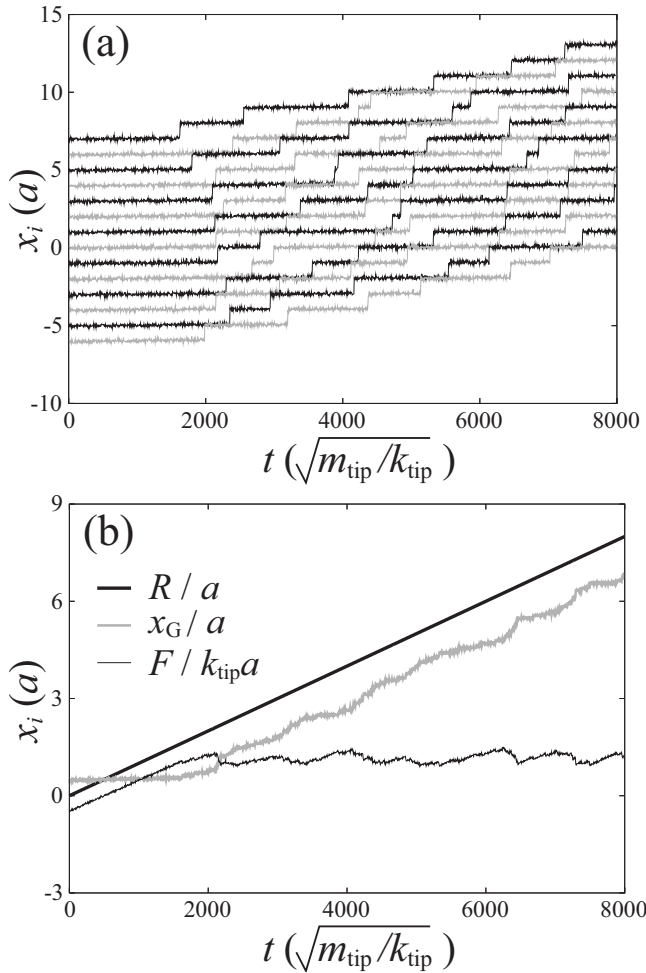 (a)
15
10
5
0
-5
-10
x_i (a)
0 2000 4000 6000 8000
t (√m_tip/k_tip )
(b)
9
6
3
0
-3
x_i (a)
R / a
x_G / a
F / k_tip a
0 2000 4000 6000 8000
t (√m_tip/k_tip )